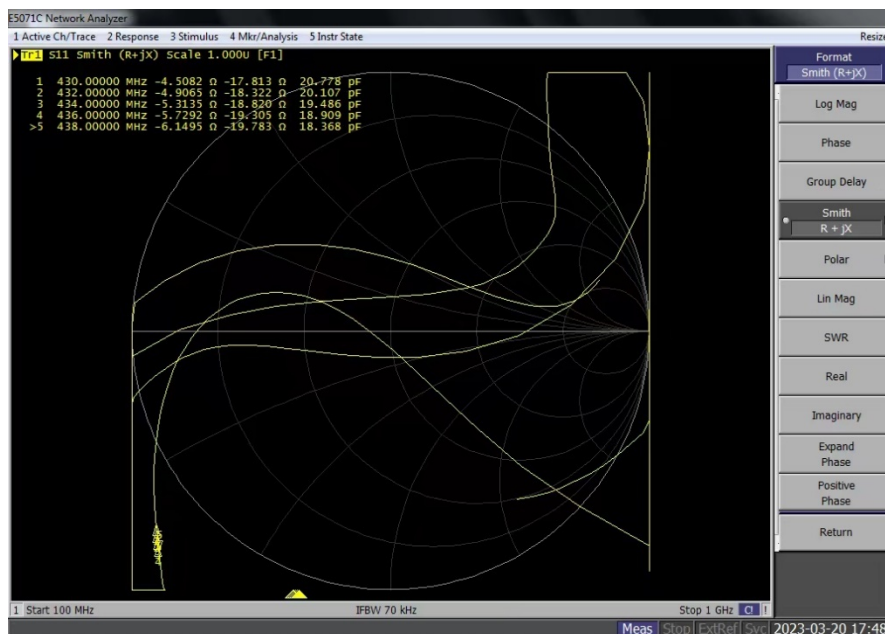 E5071C Network Analyzer
1 Active Ch/Trace 2 Response 3 Stimulus 4 Mkr/Analysis 5 Instr State
Resize
Tr1 S11 Smith (R+jX) Scale 1.000U [F1]
1 430.00000 MHz -4.5082 Ω -17.813 Ω 20.778 pF
2 432.00000 MHz -4.9065 Ω -18.322 Ω 20.107 pF
3 434.00000 MHz -5.3135 Ω -18.820 Ω 19.486 pF
4 436.00000 MHz -5.7292 Ω -19.305 Ω 18.909 pF
>5 438.00000 MHz -6.1495 Ω -19.783 Ω 18.368 pF
Format
Smith (R+jX)
Log Mag
Phase
Group Delay
Smith
R + jX
Polar
Lin Mag
SWR
Real
Imaginary
Expand
Phase
Positive
Phase
Return
1 Start 100 MHz IFBW 70 kHz Stop 1 GHz C! !
Meas Stop ExtRef Svc 2023-03-20 17:48